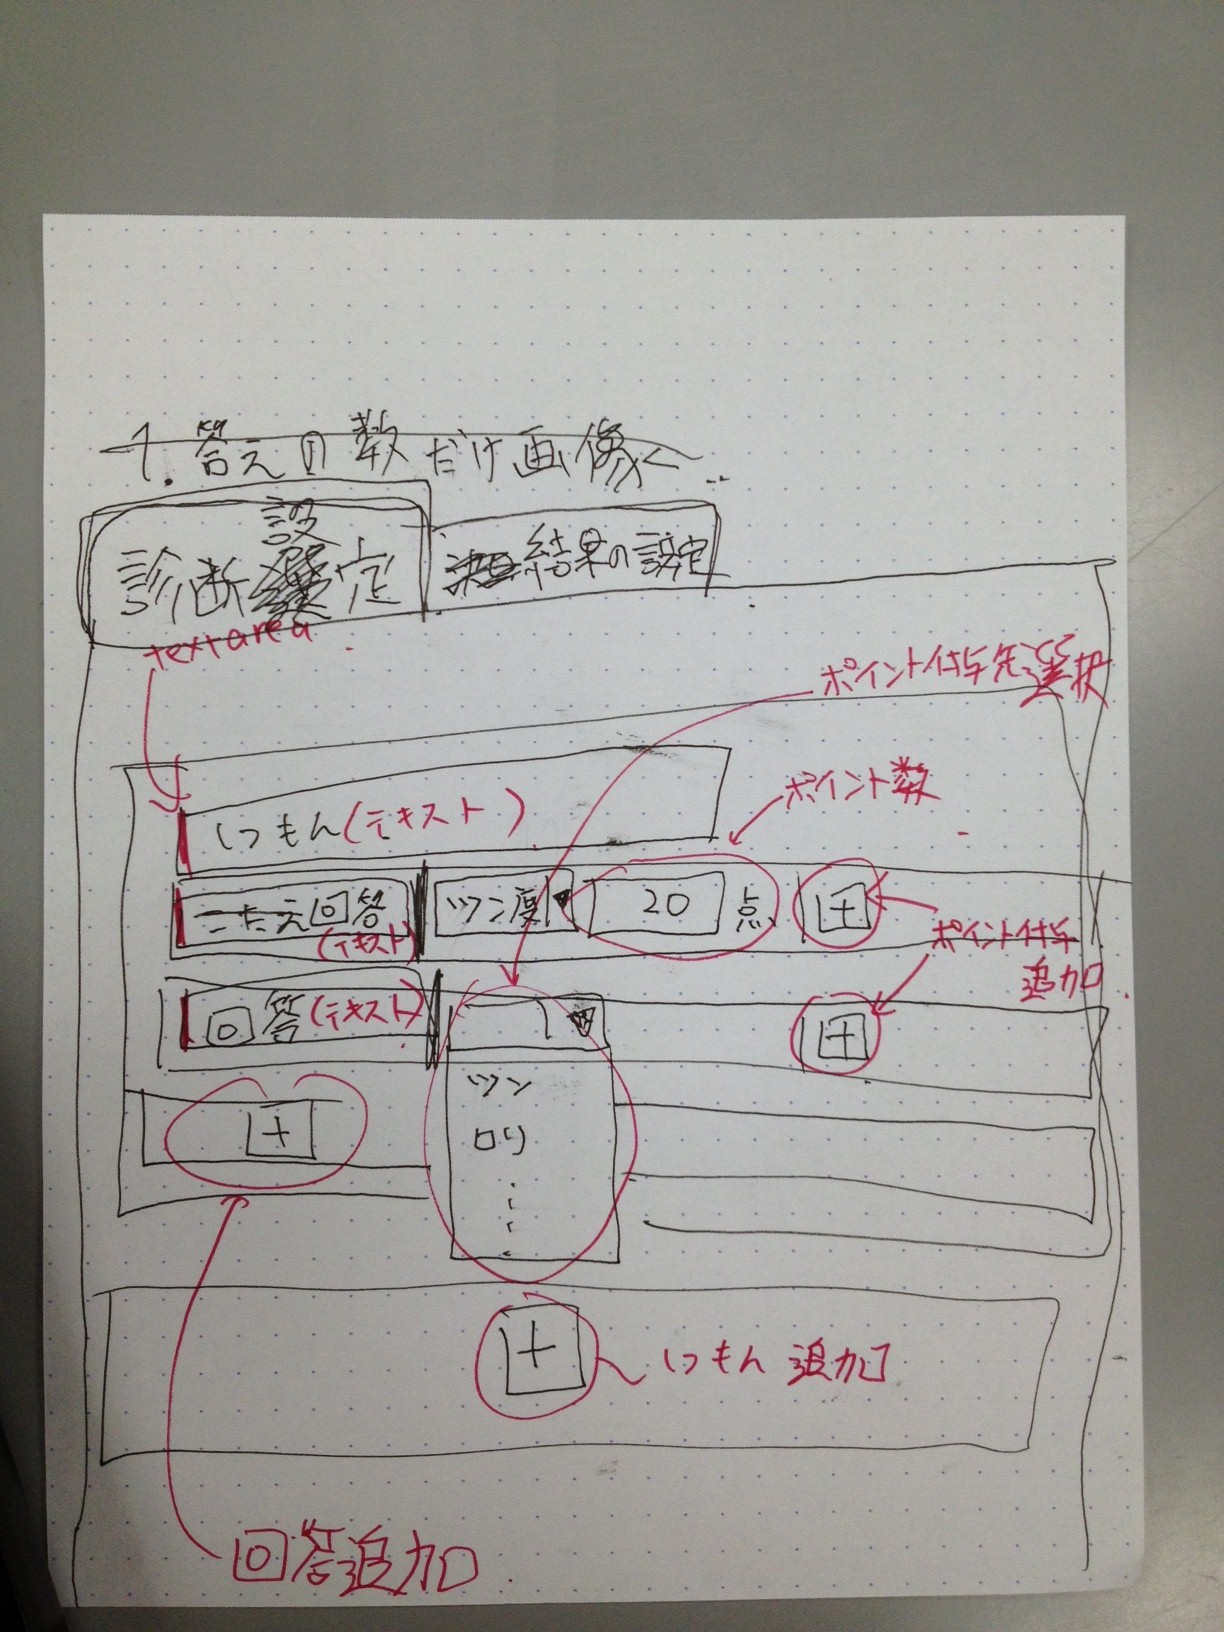 1. 答えの数だけ画像く...
診断設定
結果の設定
textarea
ポイント付与先選択
ポイント数
しつもん(テキスト)
こたえ回答
(テキスト)
ツン度▼
20
点
+
ポイント付与
追加
回答(テキスト)
▼
+
ツン
ロリ
+
+
しつもん追加
回答追加